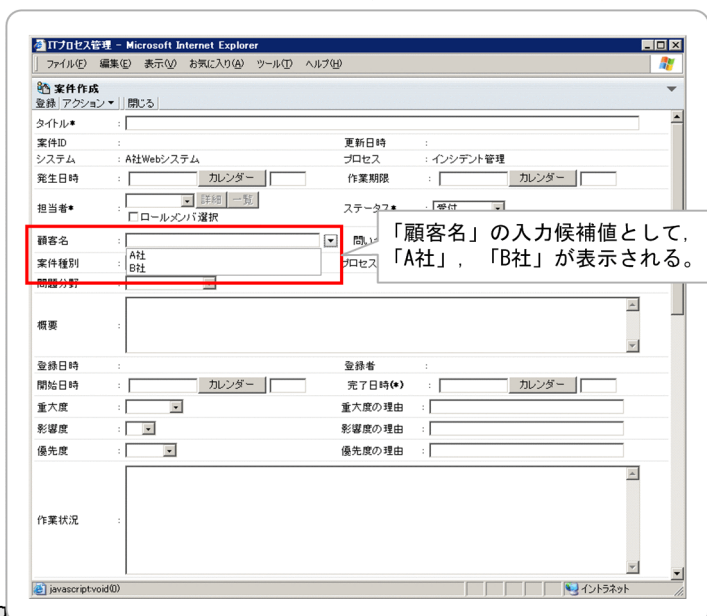 ITプロセス管理 - Microsoft Internet Explorer
ファイル(F) 編集(E) 表示(V) お気に入り(A) ツール(T) ヘルプ(H)
案件作成
登録 アクション▼ 閉じる
タイトル* :
案件ID : 更新日時 :
システム : A社Webシステム プロセス : インシデント管理
発生日時 : カレンダー 作業期限 : カレンダー
担当者* : 詳細 一覧 ステータス* : 受付
ロールメンバ選択
顧客名 : 問い
案件種別 : A社 プロセス
B社
問題分野
「顧客名」の入力候補値として,
「A社」,「B社」が表示される。
概要 :
登録日時 : 登録者 :
開始日時 : カレンダー 完了日時(*) : カレンダー
重大度 : 重大度の理由 :
影響度 : 影響度の理由 :
優先度 : 優先度の理由 :
作業状況 :
javascript:void(0) イントラネット